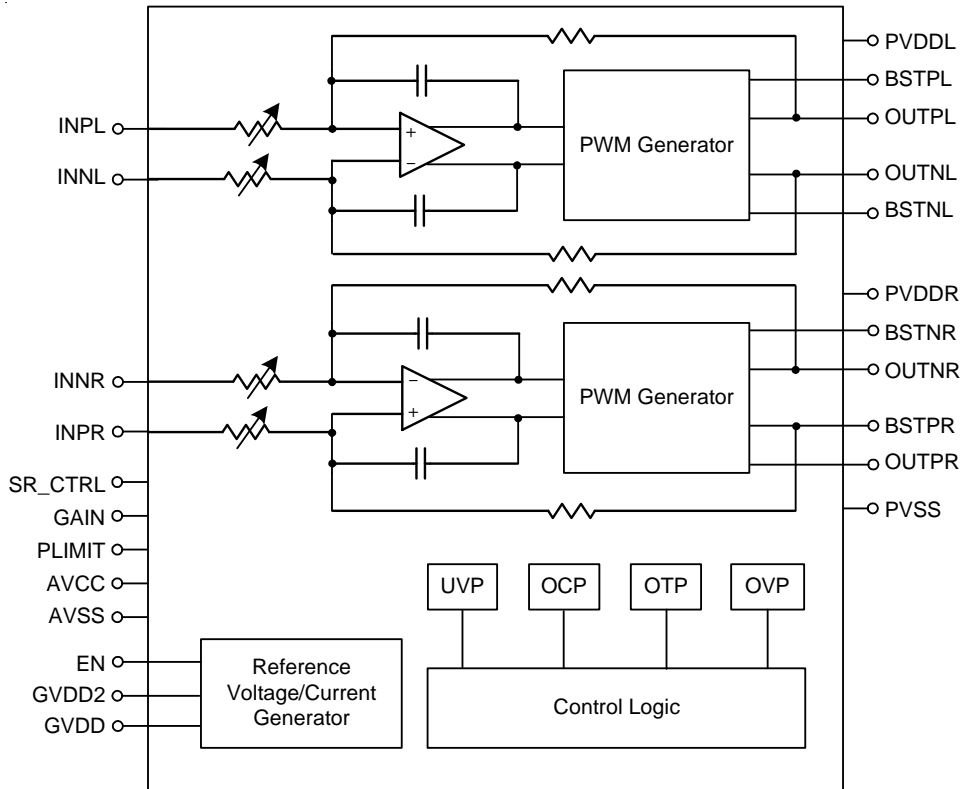 PVDDL
BSTPL
INPL
+
−
PWM Generator
OUTPL
INNL
OUTNL
BSTNL
PVDDR
BSTNR
INNR
−
+
PWM Generator
OUTNR
INPR
BSTPR
OUTPR
SR_CTRL
GAIN
PVSS
PLIMIT
AVCC
AVSS
UVP
OCP
OTP
OVP
EN
GVDD2
GVDD
Reference
Voltage/Current
Generator
Control Logic